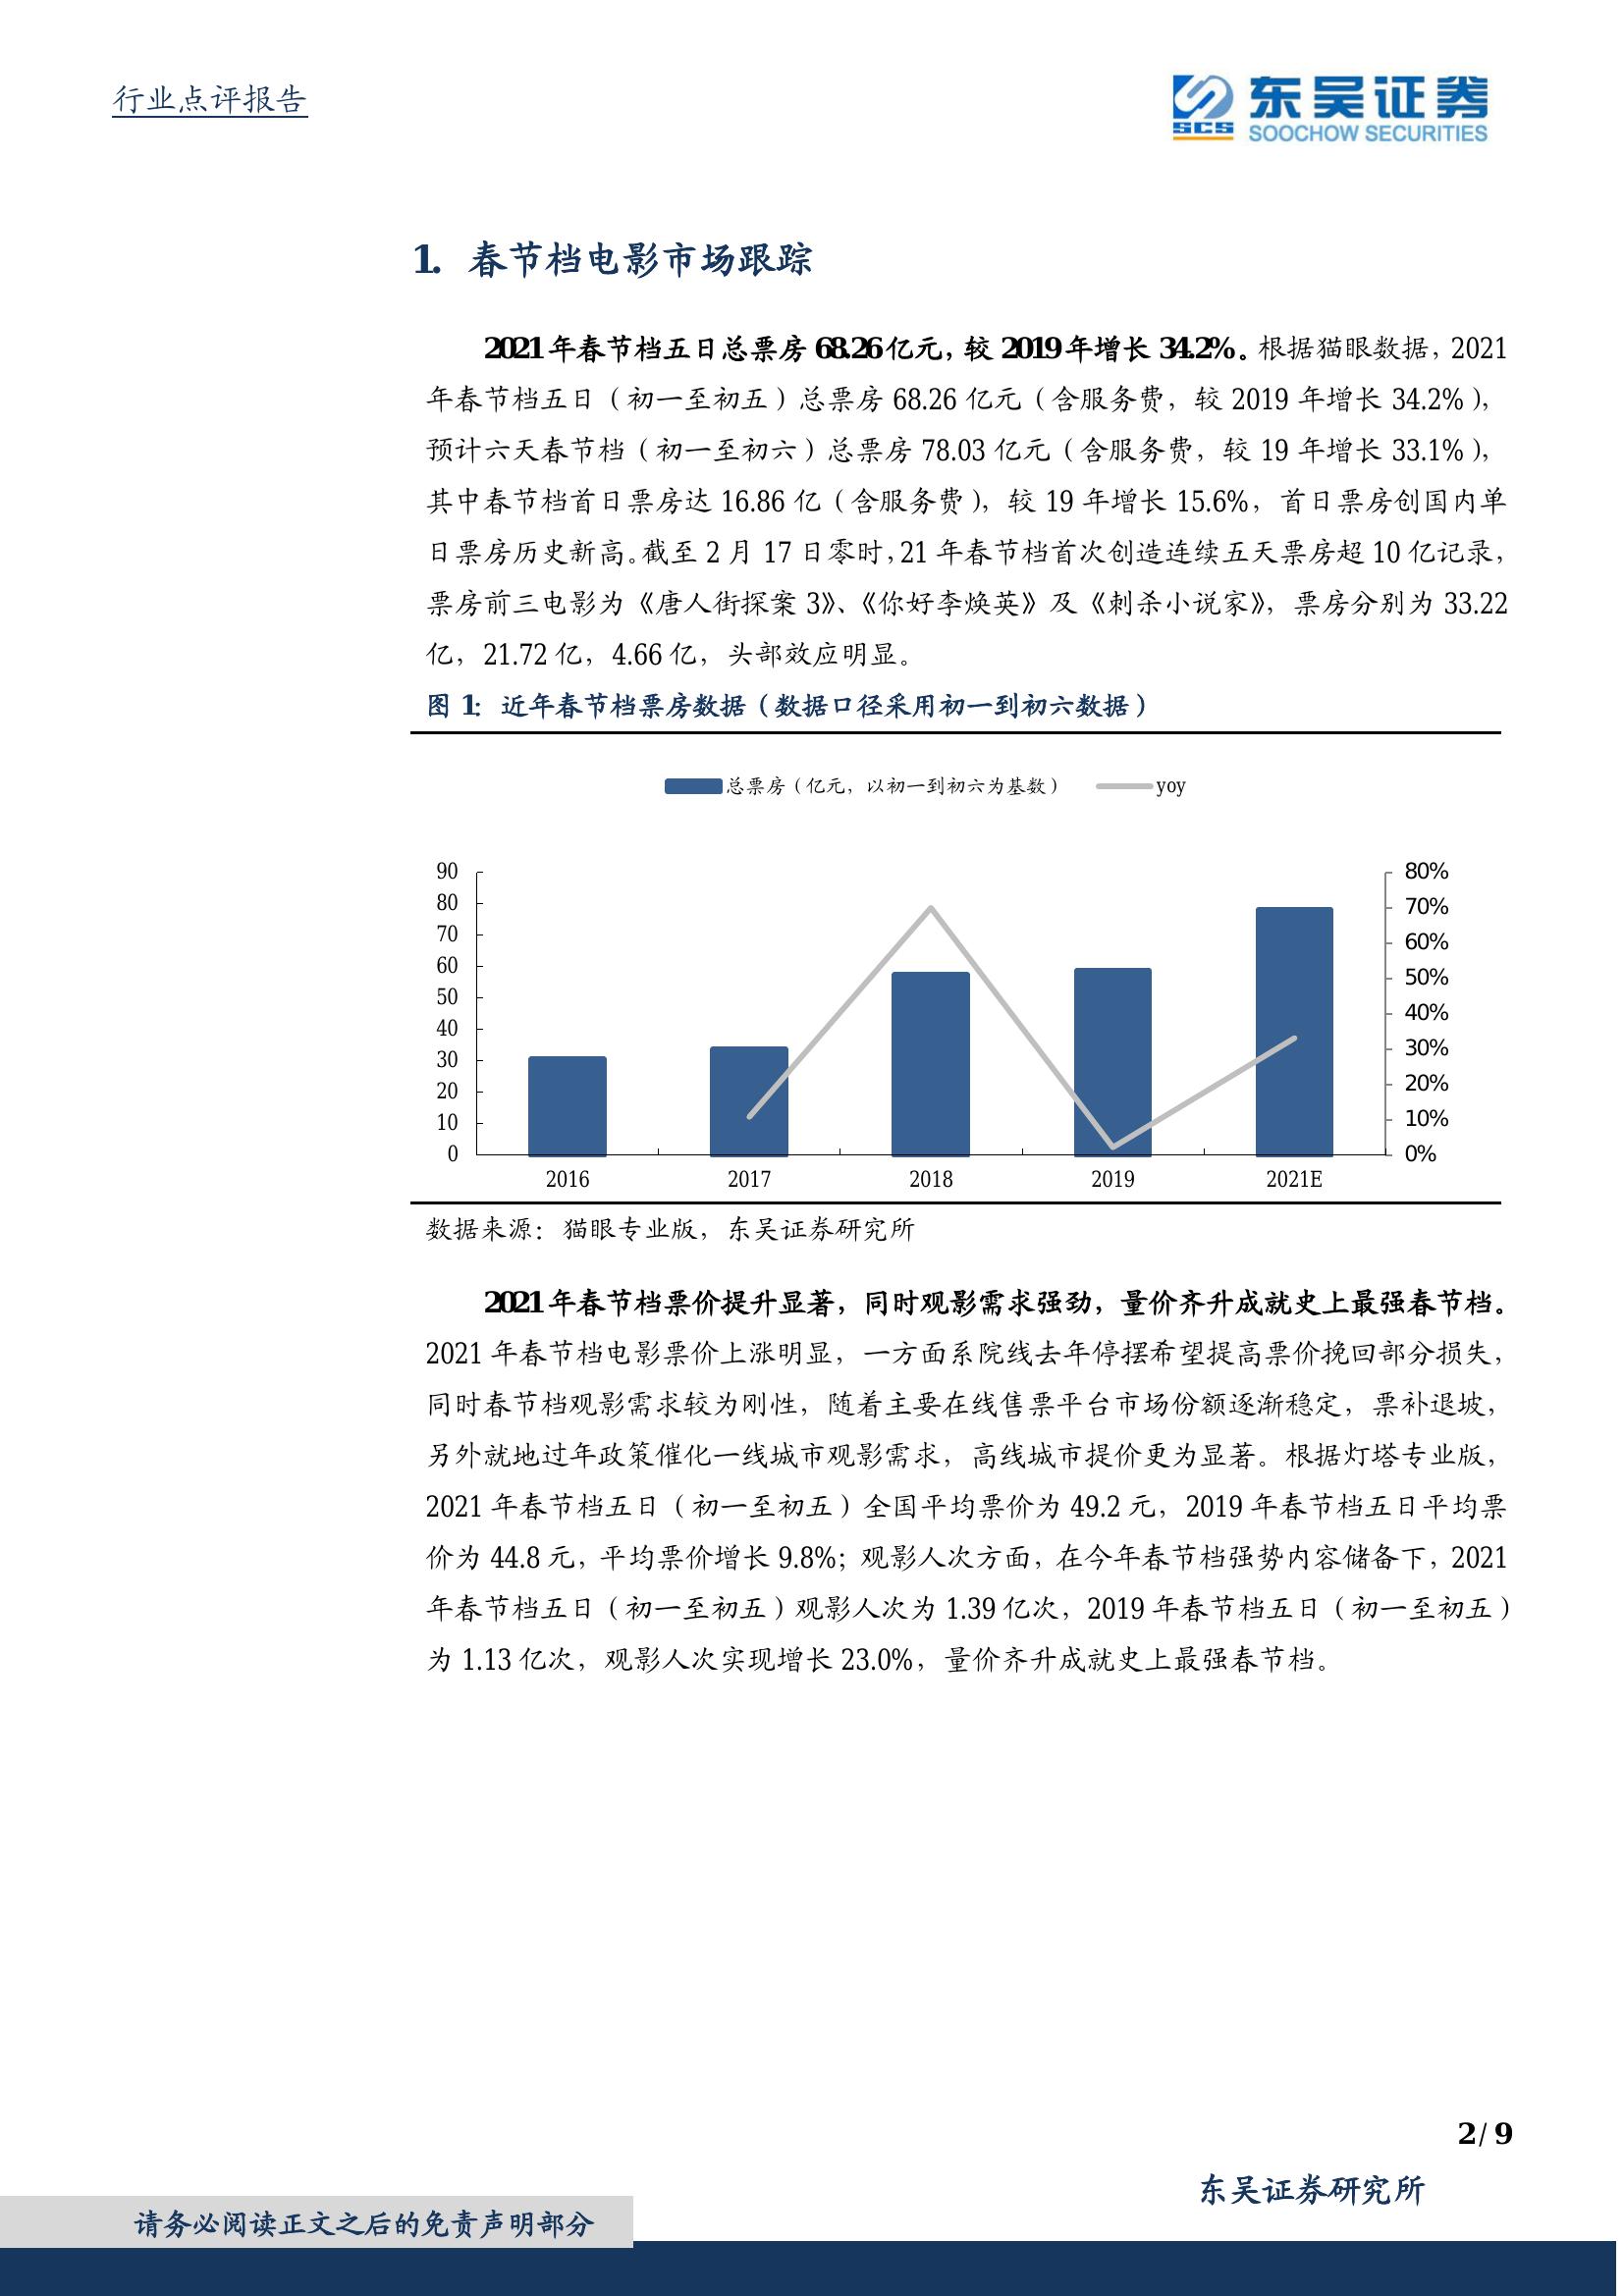 行业点评报告
SCS
东吴证券
SOOCHOW SECURITIES
1. 春节档电影市场跟踪
2021 年春节档五日总票房 68.26 亿元，较 2019 年增长 34.2%。根据猫眼数据，2021
年春节档五日（初一至初五）总票房 68.26 亿元（含服务费，较 2019 年增长 34.2%），
预计六天春节档（初一至初六）总票房 78.03 亿元（含服务费，较 19 年增长 33.1%），
其中春节档首日票房达 16.86 亿（含服务费），较 19 年增长 15.6%，首日票房创国内单
日票房历史新高。截至 2 月 17 日零时，21 年春节档首次创造连续五天票房超 10 亿记录，
票房前三电影为《唐人街探案 3》、《你好李焕英》及《刺杀小说家》，票房分别为 33.22
亿，21.72 亿，4.66 亿，头部效应明显。
图 1: 近年春节档票房数据（数据口径采用初一到初六数据）
总票房（亿元，以初一到初六为基数） yoy
90 80%
80 70%
70 60%
60 50%
50 40%
40 30%
30 20%
20 10%
10 0%
0
2016 2017 2018 2019 2021E
数据来源：猫眼专业版，东吴证券研究所
2021 年春节档票价提升显著，同时观影需求强劲，量价齐升成就史上最强春节档。
2021 年春节档电影票价上涨明显，一方面系院线去年停摆希望提高票价挽回部分损失，
同时春节档观影需求较为刚性，随着主要在线售票平台市场份额逐渐稳定，票补退坡，
另外就地过年政策催化一线城市观影需求，高线城市提价更为显著。根据灯塔专业版，
2021 年春节档五日（初一至初五）全国平均票价为 49.2 元，2019 年春节档五日平均票
价为 44.8 元，平均票价增长 9.8%；观影人次方面，在今年春节档强势内容储备下，2021
年春节档五日（初一至初五）观影人次为 1.39 亿次，2019 年春节档五日（初一至初五）
为 1.13 亿次，观影人次实现增长 23.0%，量价齐升成就史上最强春节档。
2 / 9
东吴证券研究所
请务必阅读正文之后的免责声明部分